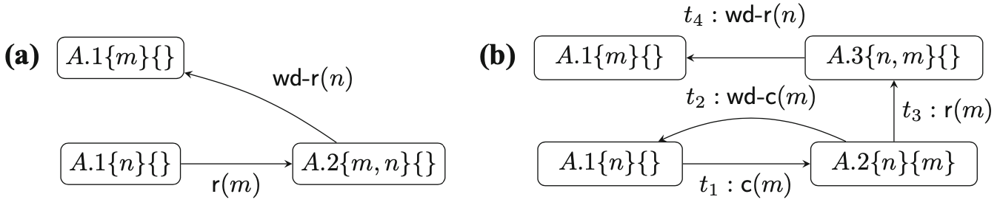 (a)
A.1{m}{}
wd-r(n)
A.1{n}{}
r(m)
A.2{m, n}{}
(b)
t₄ : wd-r(n)
A.1{m}{}
A.3{n, m}{}
t₂ : wd-c(m)
t₃ : r(m)
A.1{n}{}
t₁ : c(m)
A.2{n}{m}